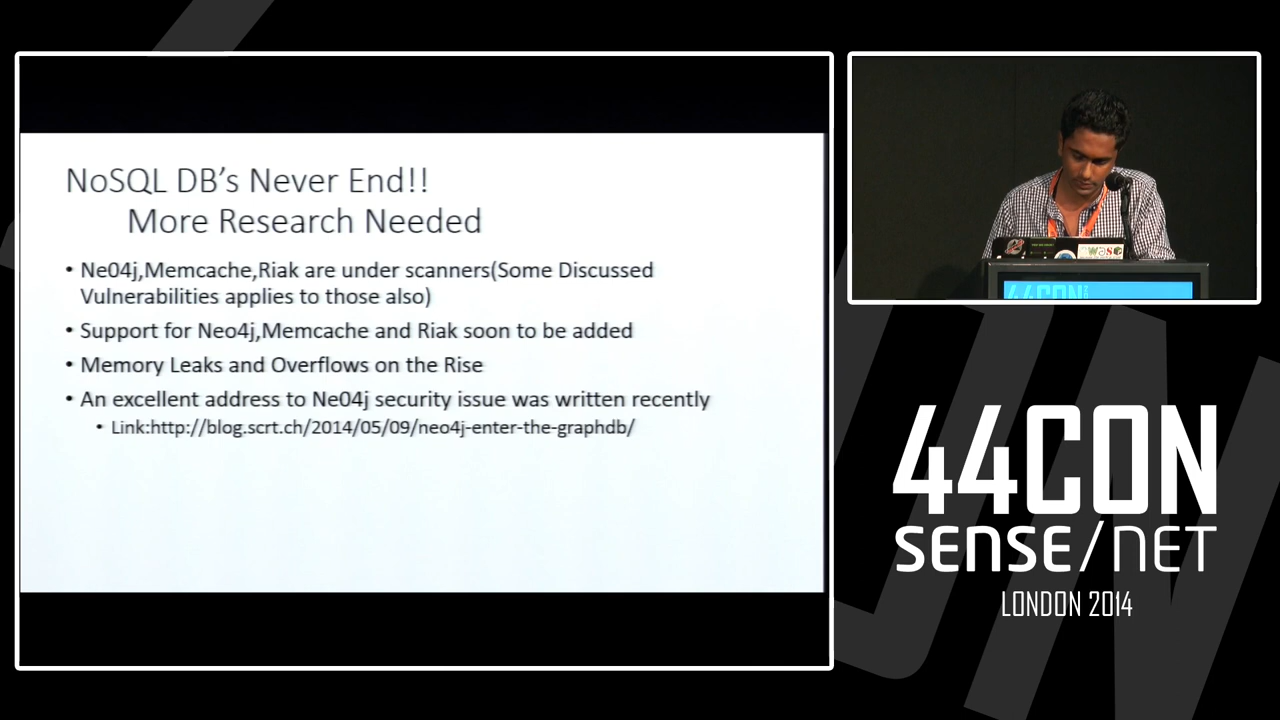 NoSQL DB's Never End!!
More Research Needed
• Ne04j,Memcache,Riak are under scanners(Some Discussed
Vulnerabilities applies to those also)
• Support for Neo4j,Memcache and Riak soon to be added
• Memory Leaks and Overflows on the Rise
• An excellent address to Ne04j security issue was written recently
• Link:http://blog.scrt.ch/2014/05/09/neo4j-enter-the-graphdb/
44CON
44CON
SENSE/NET
LONDON 2014